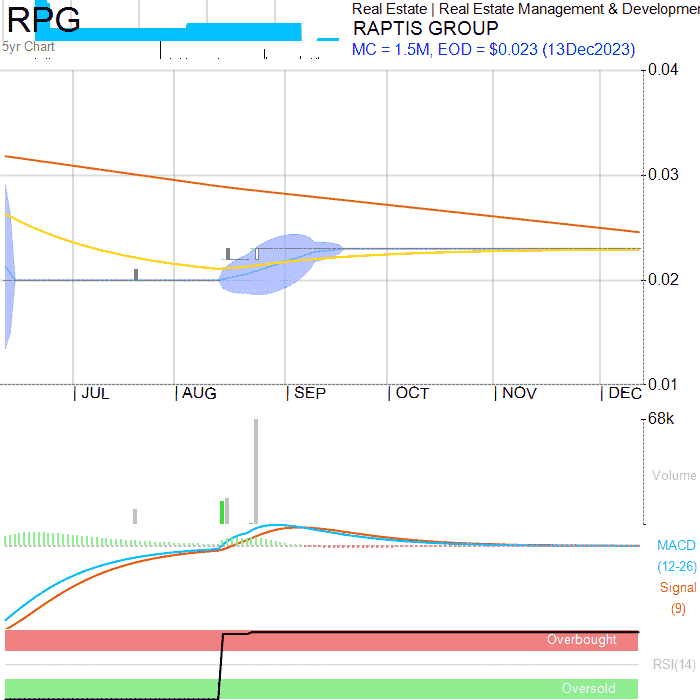 RPG
Real Estate | Real Estate Management & Developmen
RAPTIS GROUP
5yr Chart
MC = 1.5M, EOD = $0.023 (13Dec2023)
0.04
0.03
0.02
0.01
| JUL | AUG | SEP | OCT | NOV | DEC
68k
Volume
MACD
(12-26)
Signal
(9)
Overbought
RSI(14)
Oversold